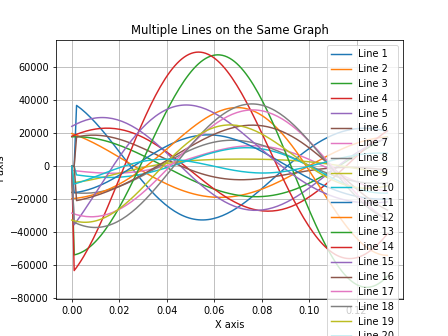 Multiple Lines on the Same Graph
60000
40000
20000
0
−20000
−40000
−60000
−80000
0.00
0.02
0.04
0.06
0.08
0.10
X axis
Line 1
Line 2
Line 3
Line 4
Line 5
Line 6
Line 7
Line 8
Line 9
Line 10
Line 11
Line 12
Line 13
Line 14
Line 15
Line 16
Line 17
Line 18
Line 19
Line 20